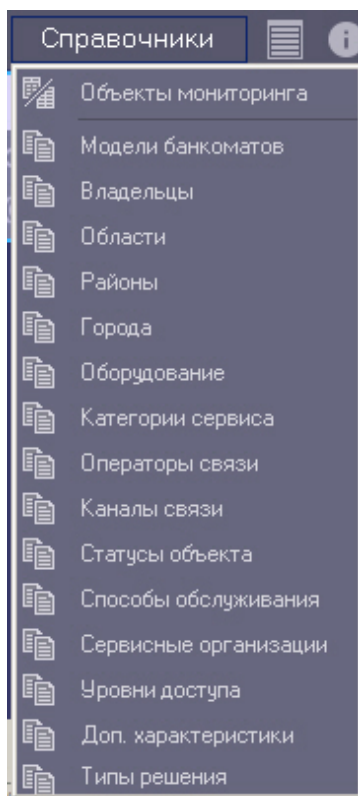 Справочники
Объекты мониторинга
Модели банкоматов
Владельцы
Области
Районы
Города
Оборудование
Категории сервиса
Операторы связи
Каналы связи
Статусы объекта
Способы обслуживания
Сервисные организации
Уровни доступа
Доп. характеристики
Типы решения